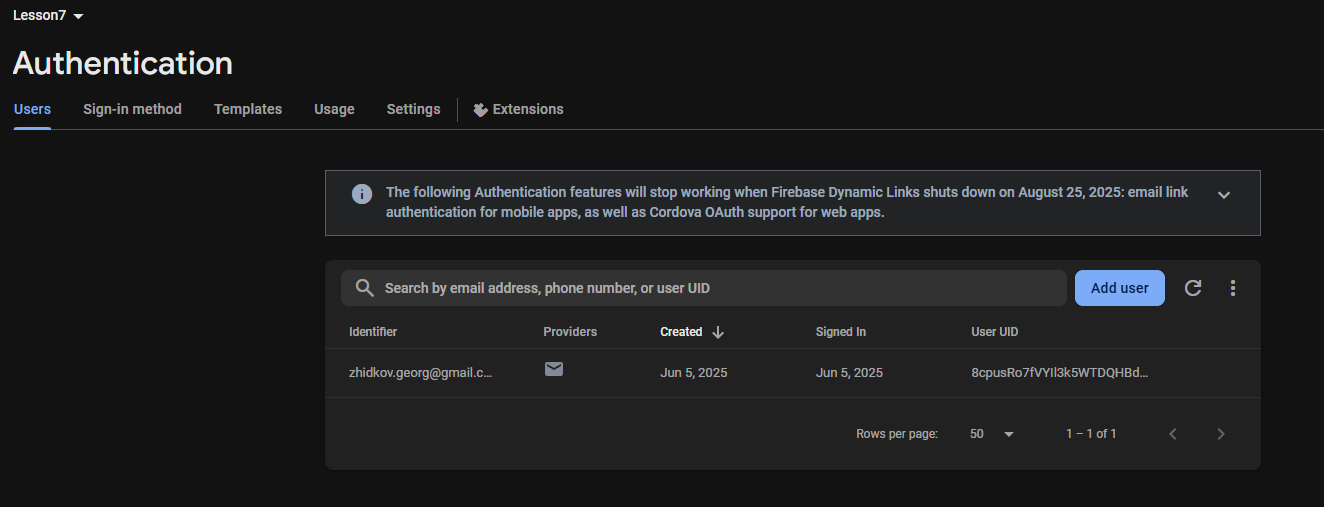 Lesson7
Authentication
Users Sign-in method Templates Usage Settings Extensions
The following Authentication features will stop working when Firebase Dynamic Links shuts down on August 25, 2025: email link
authentication for mobile apps, as well as Cordova OAuth support for web apps.
Search by email address, phone number, or user UID
Add user
Identifier Providers Created Signed In User UID
zhidkov.georg@gmail.c... Jun 5, 2025 Jun 5, 2025 8cpusRo7fVYIl3k5WTDQHBd...
Rows per page: 50 1 – 1 of 1